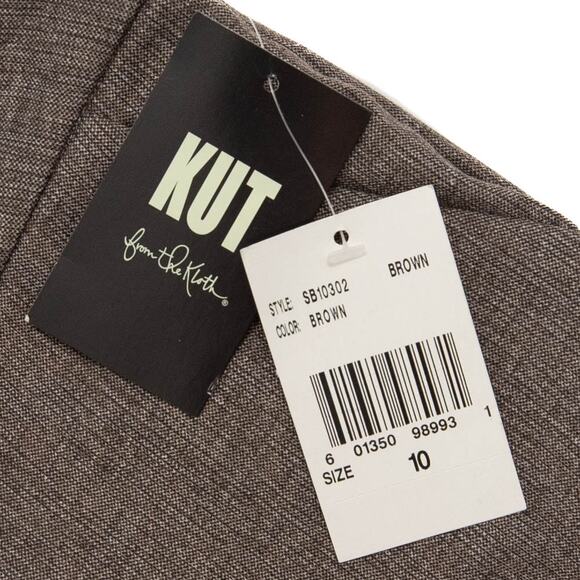 KUT
from the Kloth®
STYLE: SB10302 BROWN
COLOR: BROWN
6 01350 98993 1
SIZE 10